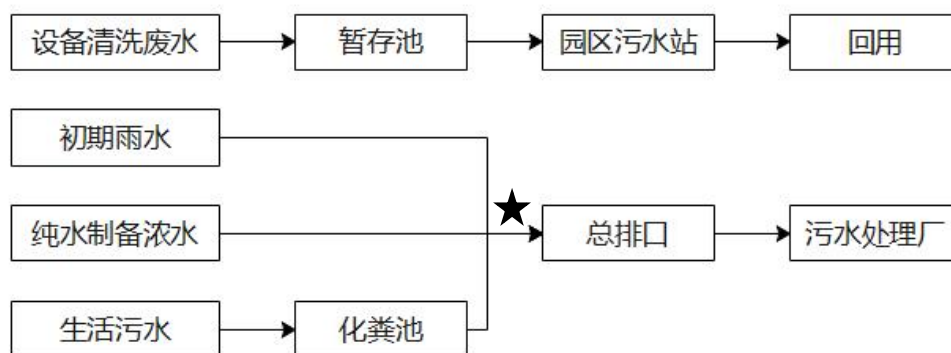 设备清洗废水
暂存池
园区污水站
回用
初期雨水
纯水制备浓水
总排口
污水处理厂
生活污水
化粪池